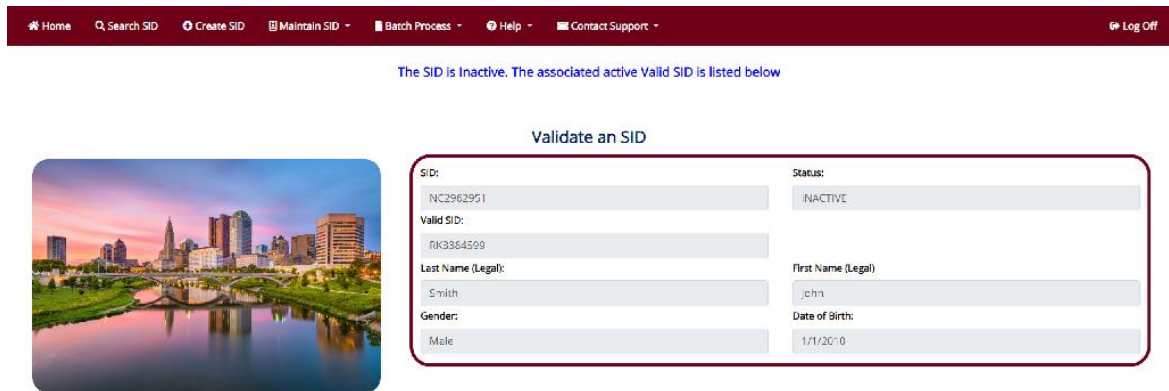 Home Search SID Create SID Maintain SID Batch Process Help Contact Support Log Off
The SID is Inactive. The associated active Valid SID is listed below
Validate an SID
SID: Status:
NC2962951 INACTIVE
Valid SID:
RK3384599
Last Name (Legal): First Name (Legal)
Smith John
Gender: Date of Birth:
Male 1/1/2010